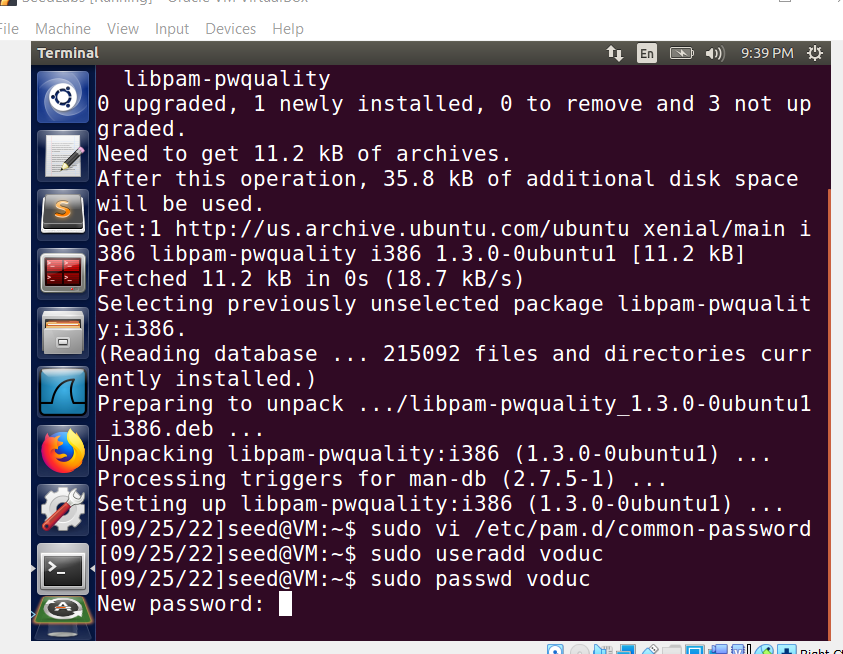 File Machine View Input Devices Help
Terminal En 9:39 PM
libpam-pwquality
0 upgraded, 1 newly installed, 0 to remove and 3 not up
graded.
Need to get 11.2 kB of archives.
After this operation, 35.8 kB of additional disk space
will be used.
Get:1 http://us.archive.ubuntu.com/ubuntu xenial/main i
386 libpam-pwquality i386 1.3.0-0ubuntu1 [11.2 kB]
Fetched 11.2 kB in 0s (18.7 kB/s)
Selecting previously unselected package libpam-pwqualit
y:i386.
(Reading database ... 215092 files and directories curr
ently installed.)
Preparing to unpack .../libpam-pwquality_1.3.0-0ubuntu1
_i386.deb ...
Unpacking libpam-pwquality:i386 (1.3.0-0ubuntu1) ...
Processing triggers for man-db (2.7.5-1) ...
Setting up libpam-pwquality:i386 (1.3.0-0ubuntu1) ...
[09/25/22]seed@VM:~$ sudo vi /etc/pam.d/common-password
[09/25/22]seed@VM:~$ sudo useradd voduc
[09/25/22]seed@VM:~$ sudo passwd voduc
New password:
Right